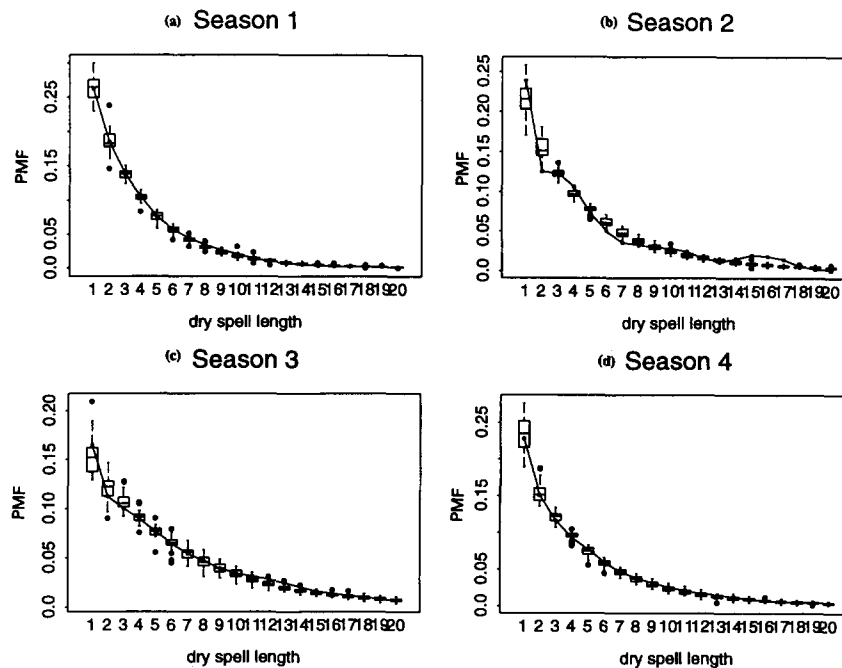 (a) Season 1
(b) Season 2
PMF
0.0 0.05 0.15 0.25
1 2 3 4 5 6 7 8 9 10 11 12 13 14 15 16 17 18 19 20
dry spell length
PMF
0.0 0.05 0.10 0.15 0.20 0.25
1 2 3 4 5 6 7 8 9 10 11 12 13 14 15 16 17 18 19 20
dry spell length
(c) Season 3
(d) Season 4
PMF
0.0 0.05 0.10 0.15 0.20
1 2 3 4 5 6 7 8 9 10 11 12 13 14 15 16 17 18 19 20
dry spell length
PMF
0.0 0.05 0.15 0.25
1 2 3 4 5 6 7 8 9 10 11 12 13 14 15 16 17 18 19 20
dry spell length